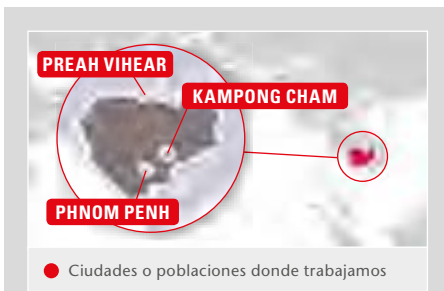 PREAH VIHEAR
KAMPONG CHAM
PHNOM PENH
Ciudades o poblaciones donde trabajamos